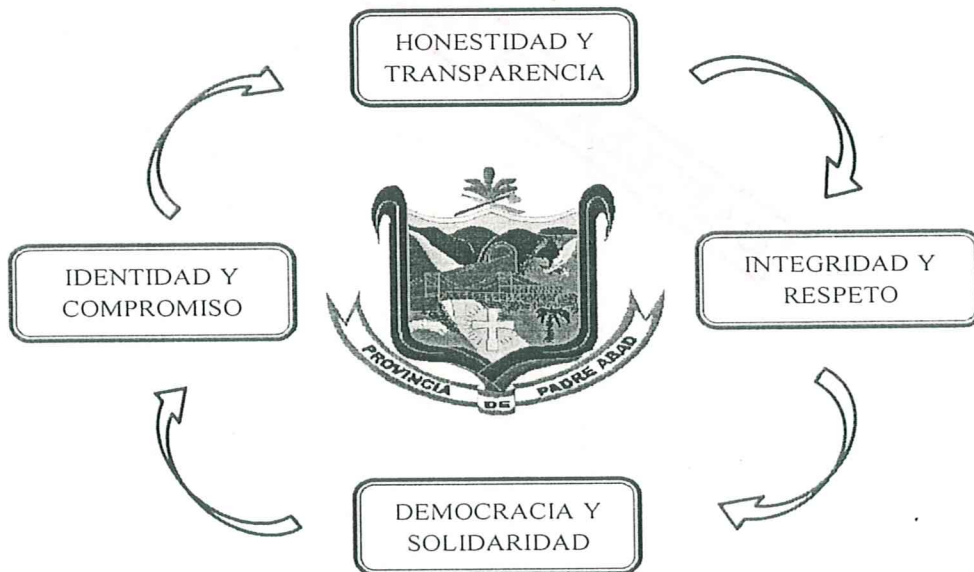 HONESTIDAD Y
TRANSPARENCIA
IDENTIDAD Y
COMPROMISO
INTEGRIDAD Y
RESPETO
PROVINCIA DE PADRE ABAD
DEMOCRACIA Y
SOLIDARIDAD